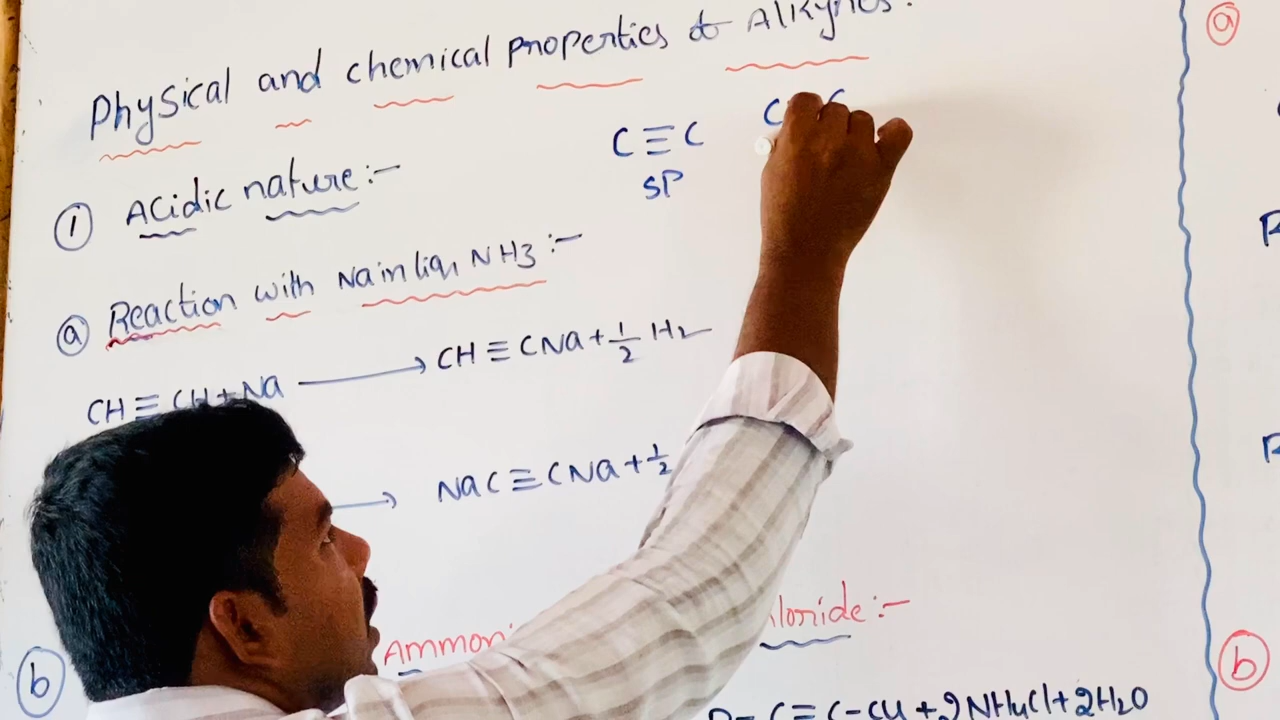 Physical and chemical properties of Alkynes:
① Acidic nature:-
C≡C
SP
C C
ⓐ Reaction with Na in liq, NH3:-
CH≡CH+Na ⟶ CH≡CNa+1/2 H2
⟶ NaC≡CNa+1/2
ⓑ Ammoni loride:-
R-C≡C-CU+2NH4Cl+2H2O
ⓐ
ⓑ